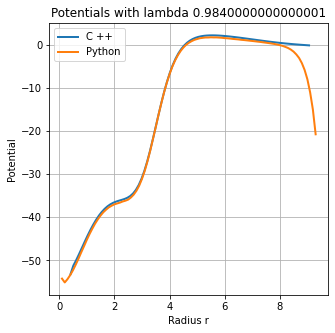 Potentials with lambda 0.9840000000000001
C ++
Python
0
−10
−20
−30
−40
−50
Potential
0 2 4 6 8
Radius r